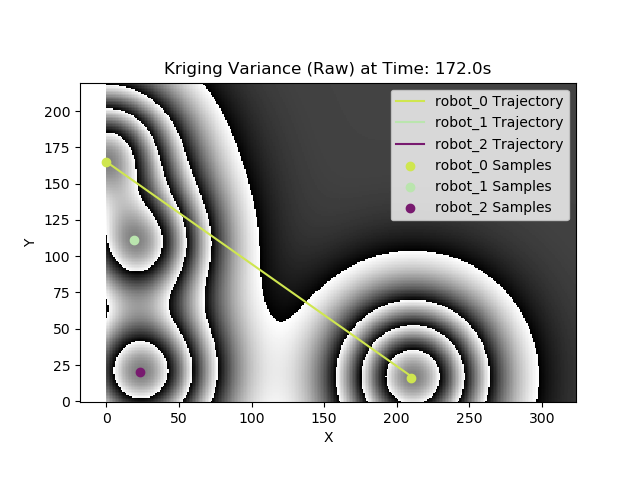 Kriging Variance (Raw) at Time: 172.0s
robot_0 Trajectory
robot_1 Trajectory
robot_2 Trajectory
robot_0 Samples
robot_1 Samples
robot_2 Samples
Y
200
175
150
125
100
75
50
25
0
0 50 100 150 200 250 300
X